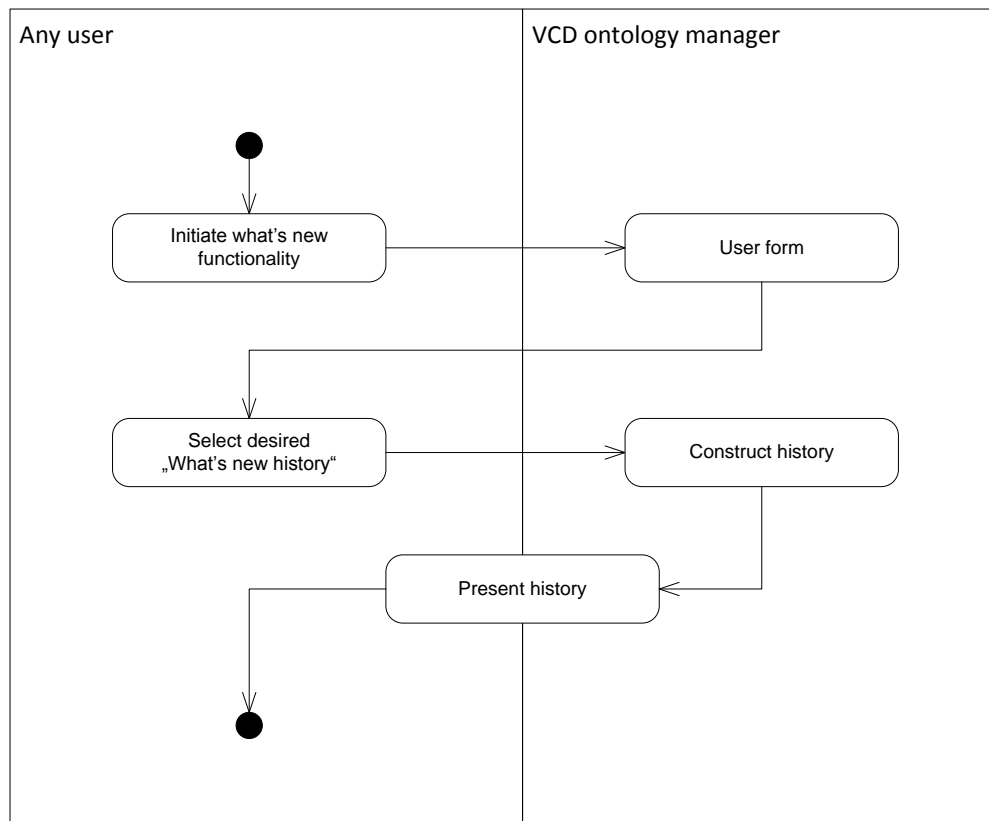 Any user
VCD ontology manager
Initiate what's new
functionality
User form
Select desired
„What's new history“
Construct history
Present history